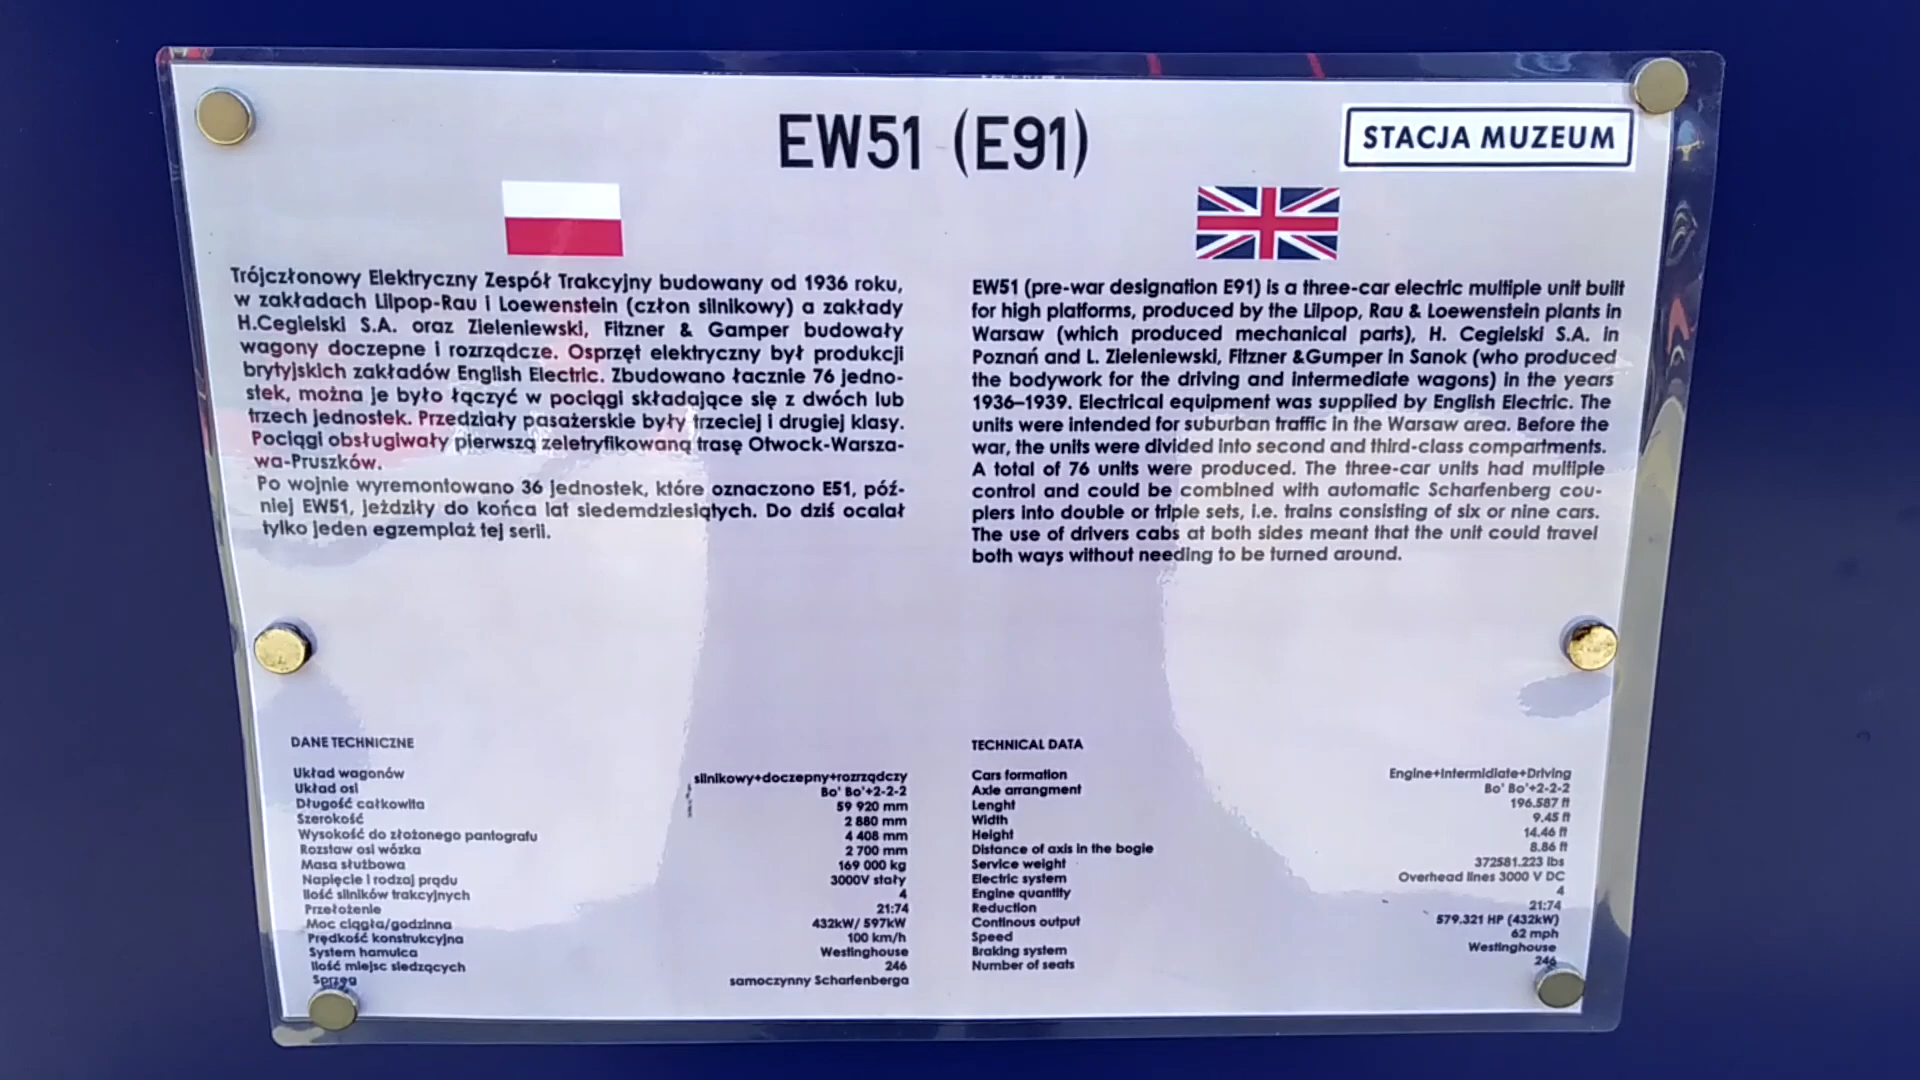 EW51 (E91)
STACJA MUZEUM
Trójczłonowy Elektryczny Zespół Trakcyjny budowany od 1936 roku,
w zakładach Lilpop-Rau i Loewenstein (człon silnikowy) a zakłady
H.Cegielski S.A. oraz Zieleniewski, Fitzner & Gamper budowały
wagony doczepne i rozrządcze. Osprzęt elektryczny był produkcji
brytyjskich zakładów English Electric. Zbudowano łacznie 76 jedno-
stek, można je było łączyć w pociągi składające się z dwóch lub
trzech jednostek. Przedziały pasażerskie były trzeciej i drugiej klasy.
Pociągi obsługiwały pierwszą zeletryfikowaną trasę Otwock-Warsza-
wa-Pruszków.
Po wojnie wyremontowano 36 jednostek, które oznaczono E51, póź-
niej EW51, jeździły do końca lat siedemdziesiątych. Do dziś ocalał
tylko jeden egzemplaż tej serii.
EW51 (pre-war designation E91) is a three-car electric multiple unit built
for high platforms, produced by the Lilpop, Rau & Loewenstein plants in
Warsaw (which produced mechanical parts), H. Cegielski S.A. in
Poznań and L. Zieleniewski, Fitzner &Gumper in Sanok (who produced
the bodywork for the driving and intermediate wagons) in the years
1936–1939. Electrical equipment was supplied by English Electric. The
units were intended for suburban traffic in the Warsaw area. Before the
war, the units were divided into second and third-class compartments.
A total of 76 units were produced. The three-car units had multiple
control and could be combined with automatic Scharfenberg cou-
plers into double or triple sets, i.e. trains consisting of six or nine cars.
The use of drivers cabs at both sides meant that the unit could travel
both ways without needing to be turned around.
DANE TECHNICZNE
Układ wagonów silnikowy+doczepny+rozrządczy
Układ osi Bo' Bo'+2-2-2
Długość całkowita 59 920 mm
Szerokość 2 880 mm
Wysokość do złożonego pantografu 4 408 mm
Rozstaw osi wózka 2 700 mm
Masa służbowa 169 000 kg
Napięcie i rodzaj prądu 3000V stały
Ilość silników trakcyjnych 4
Przełożenie 21:74
Moc ciągła/godzinna 432kW/ 597kW
Prędkość konstrukcyjna 100 km/h
System hamulca Westinghouse
Ilość miejsc siedzących 246
Sprzęg samoczynny Scharfenberga
TECHNICAL DATA
Cars formation Engine+Intermidiate+Driving
Axle arrangment Bo' Bo'+2-2-2
Lenght 196.587 ft
Width 9.45 ft
Height 14.46 ft
Distance of axis in the bogie 8.86 ft
Service weight 372581.223 lbs
Electric system Overhead lines 3000 V DC
Engine quantity 4
Reduction 21:74
Continous output 579.321 HP (432kW)
Speed 62 mph
Braking system Westinghouse
Number of seats 246